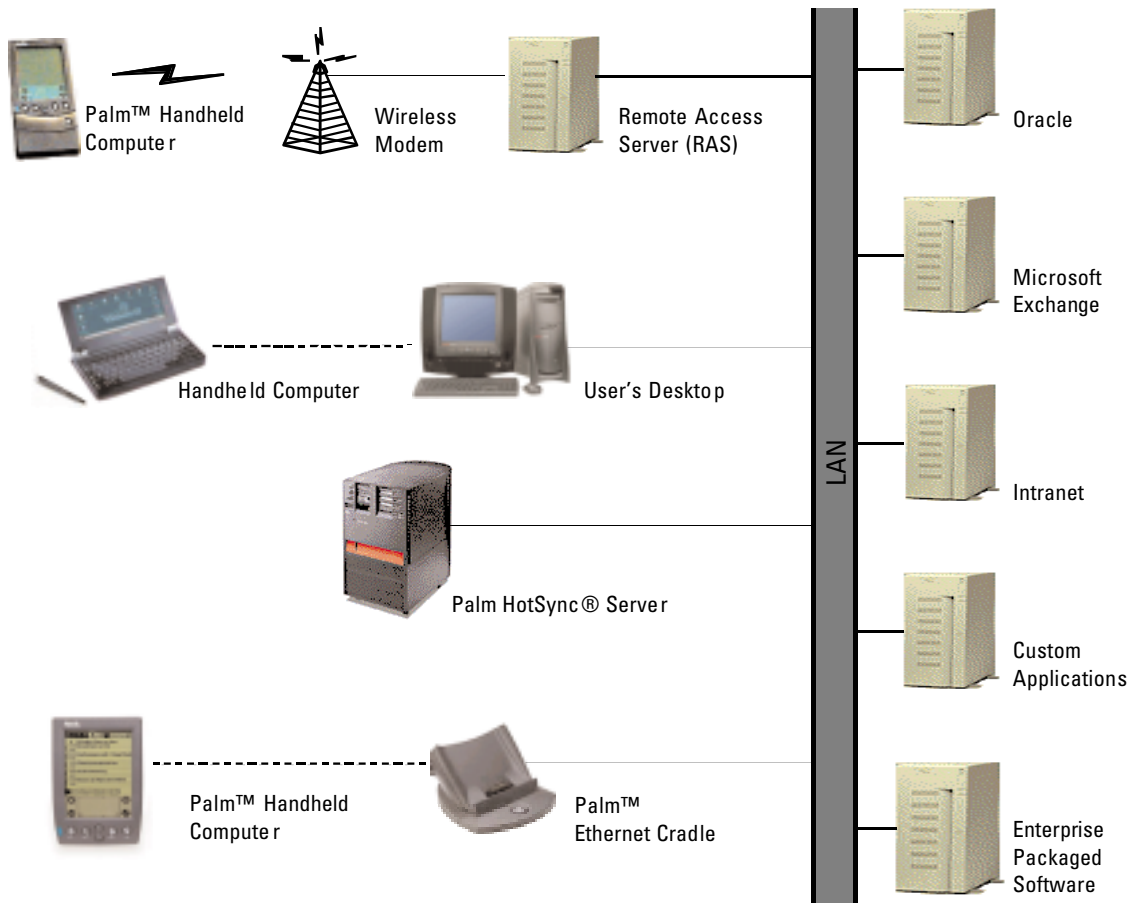 Palm™ Handheld
Computer
Wireless
Modem
Remote Access
Server (RAS)
Oracle
Microsoft
Exchange
Handheld Computer
User's Desktop
LAN
Intranet
Palm HotSync® Server
Custom
Applications
Palm™ Handheld
Computer
Palm™
Ethernet Cradle
Enterprise
Packaged
Software